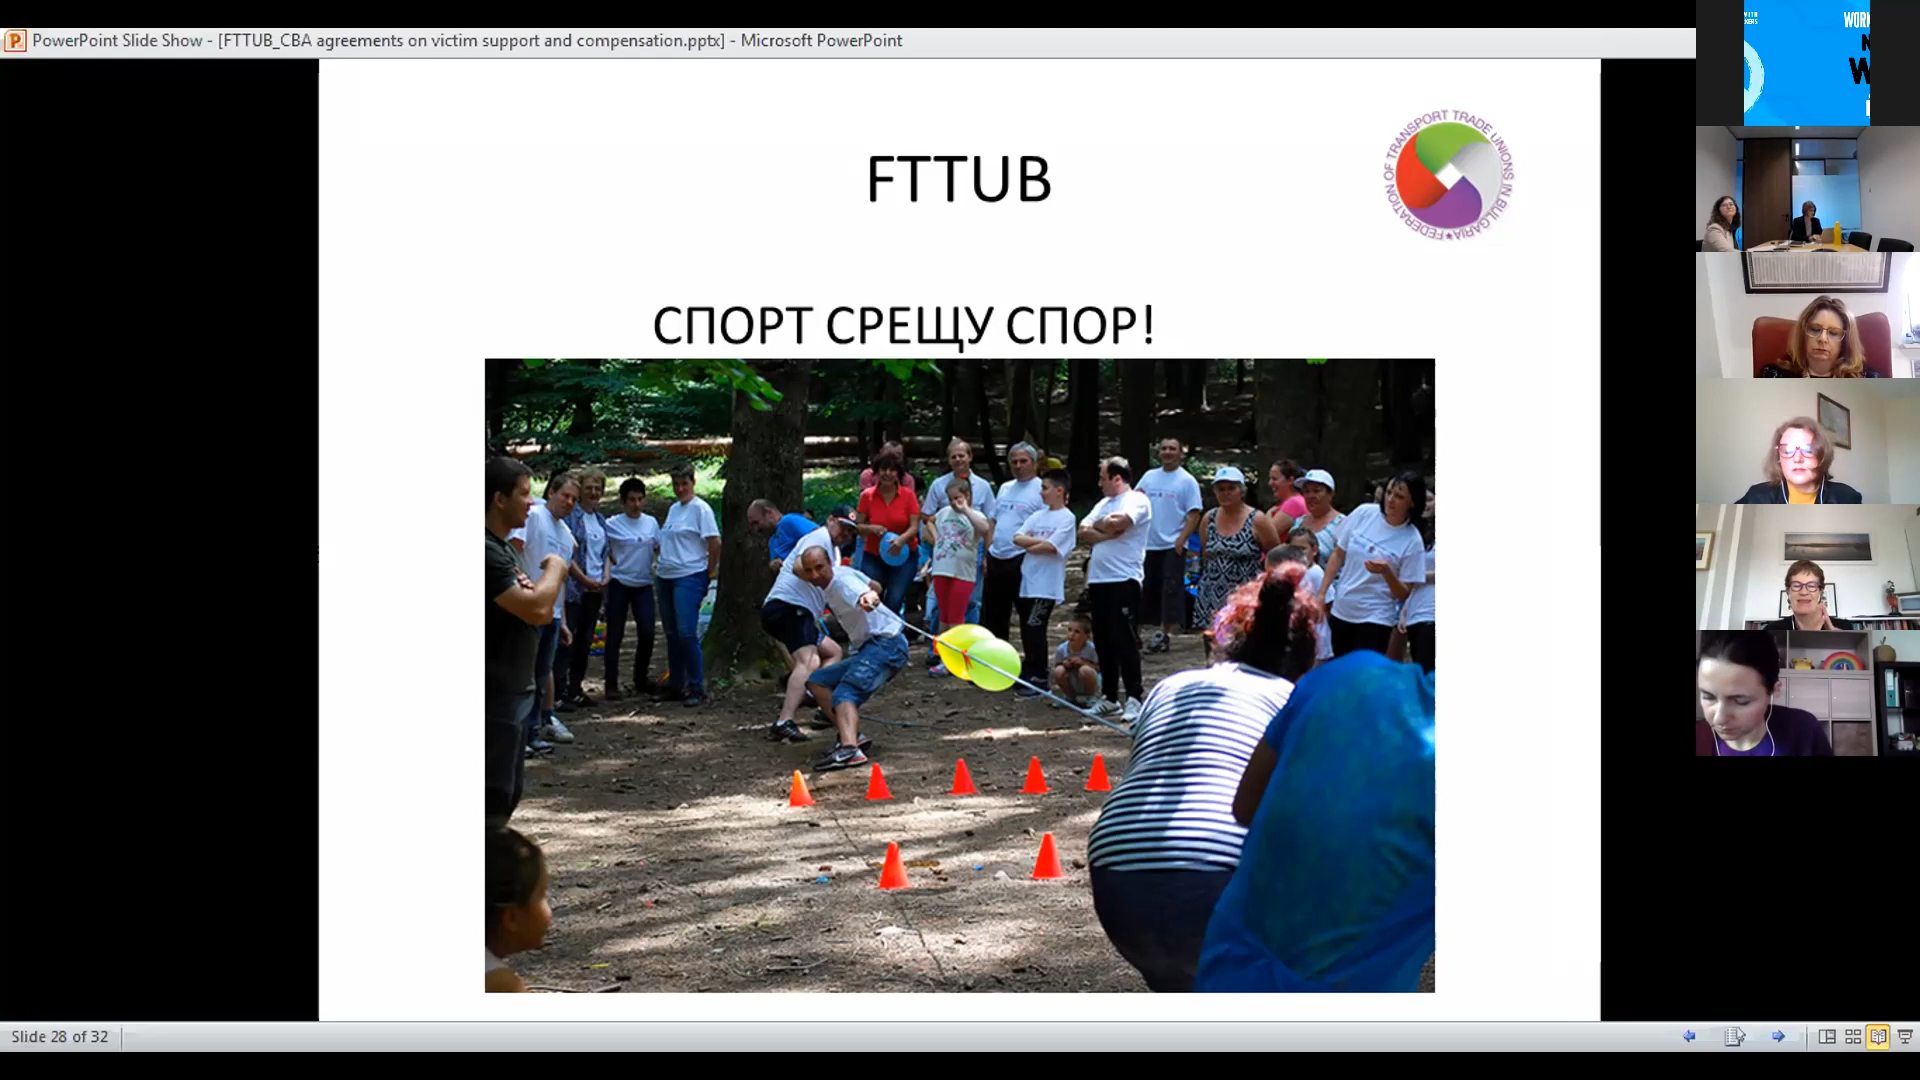 PowerPoint Slide Show - [FTTUB_CBA agreements on victim support and compensation.pptx] - Microsoft PowerPoint
FTTUB
FEDERATION OF TRANSPORT TRADE UNIONS IN BULGARIA
СПОРТ СРЕЩУ СПОР!
Slide 28 of 32